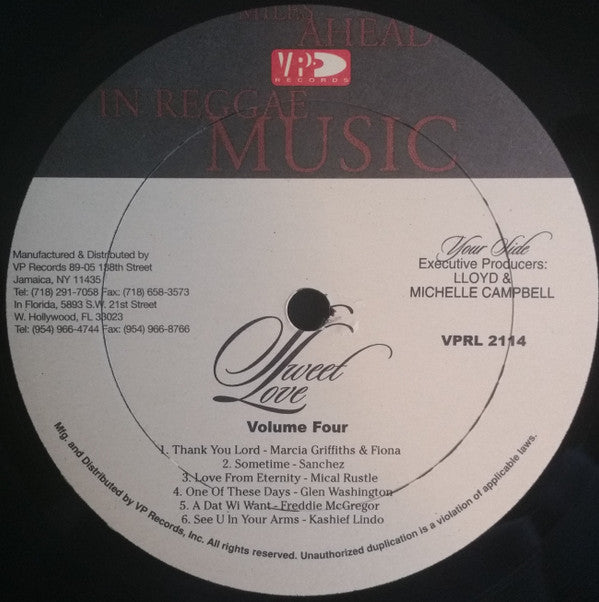 MILES
AHEAD
VP
RECORDS
IN REGGAE
MUSIC
Manufactured & Distributed by
VP Records 89-05 138th Street
Jamaica, NY 11435
Tel: (718) 291-7058 Fax: (718) 658-3573
In Florida, 5893 S.W. 21st Street
W. Hollywood, FL 33023
Tel: (954) 966-4744 Fax: (954) 966-8766
Your Side
Executive Producers:
LLOYD &
MICHELLE CAMPBELL
VPRL 2114
Sweet
Love
Volume Four
1. Thank You Lord - Marcia Griffiths & Fiona
2. Sometime - Sanchez
3. Love From Eternity - Mical Rustle
4. One Of These Days - Glen Washington
5. A Dat Wi Want - Freddie McGregor
6. See U In Your Arms - Kashief Lindo
Mfg. and Distributed by VP Records, Inc. All rights reserved. Unauthorized duplication is a violation of applicable laws.